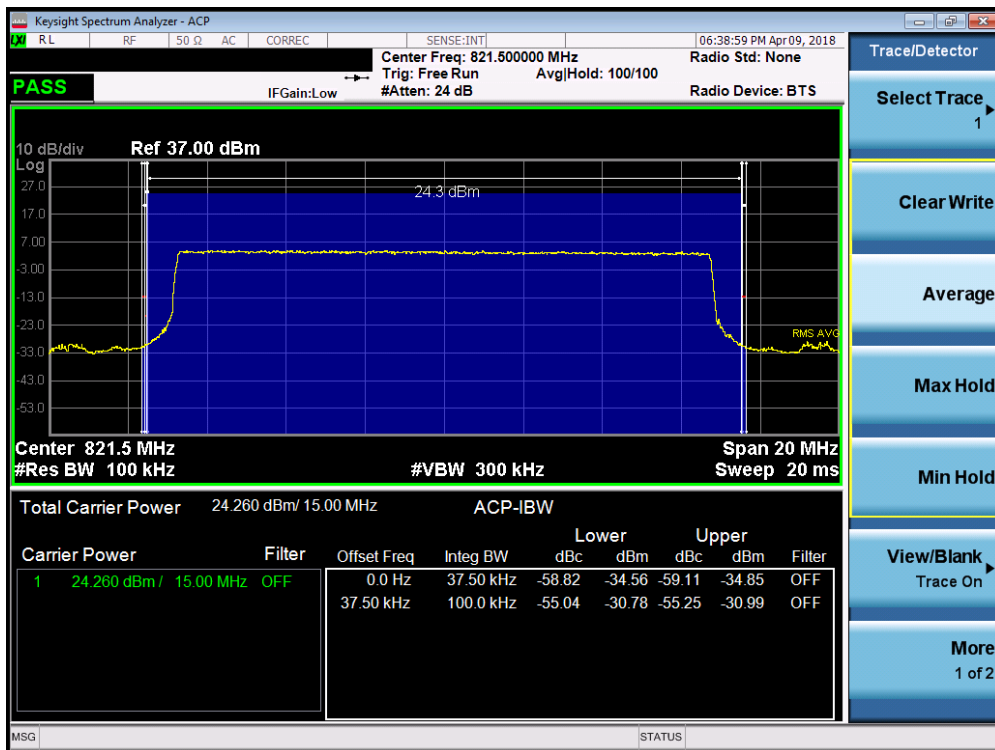 Keysight Spectrum Analyzer - ACP
LXI RL RF 50 Ω AC CORREC SENSE:INT 06:38:59 PM Apr 09, 2018
Center Freq: 821.500000 MHz Radio Std: None
Trig: Free Run Avg|Hold: 100/100
PASS IFGain:Low #Atten: 24 dB Radio Device: BTS
10 dB/div Ref 37.00 dBm
Log
27.0
24.3 dBm
17.0
7.00
-3.00
-13.0
-23.0
RMS AVG
-33.0
-43.0
-53.0
Center 821.5 MHz Span 20 MHz
#Res BW 100 kHz #VBW 300 kHz Sweep 20 ms
Total Carrier Power 24.260 dBm/ 15.00 MHz ACP-IBW
Lower Upper
Carrier Power Filter Offset Freq Integ BW dBc dBm dBc dBm Filter
1 24.260 dBm / 15.00 MHz OFF 0.0 Hz 37.50 kHz -58.82 -34.56 -59.11 -34.85 OFF
37.50 kHz 100.0 kHz -55.04 -30.78 -55.25 -30.99 OFF
MSG STATUS
Trace/Detector
Select Trace
1
Clear Write
Average
Max Hold
Min Hold
View/Blank
Trace On
More
1 of 2